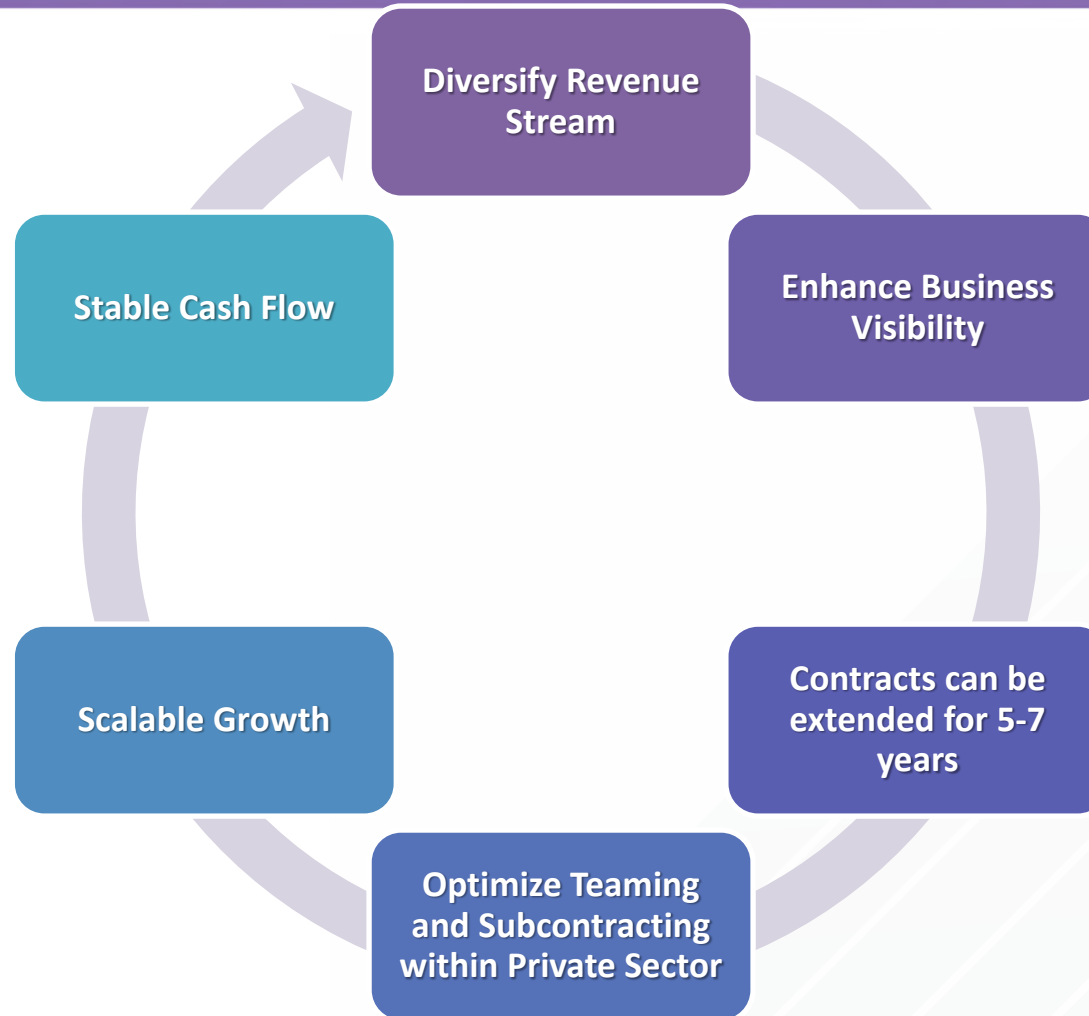 Diversify Revenue
Stream
Enhance Business
Visibility
Contracts can be
extended for 5-7
years
Optimize Teaming
and Subcontracting
within Private Sector
Scalable Growth
Stable Cash Flow